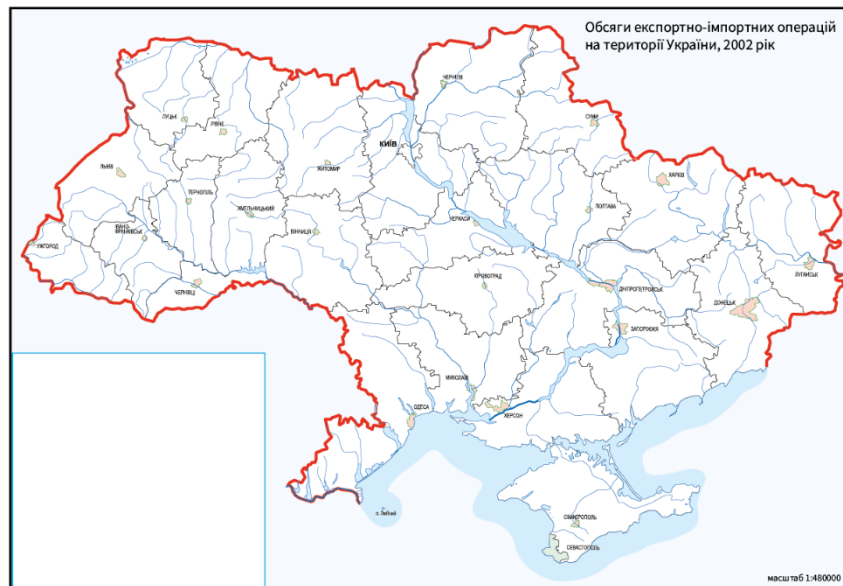 Обсяги експортно-імпортних операцій
на території України, 2002 рік
ЧЕРНІГІВ
ЛУЦЬК
РІВНЕ
СУМИ
КИЇВ
ЖИТОМИР
ЛЬВІВ
ХАРКІВ
ТЕРНОПІЛЬ
ХМЕЛЬНИЦЬКИЙ
ПОЛТАВА
ЧЕРКАСИ
ІВАНО-
ФРАНКІВСЬК
ВІННИЦЯ
УЖГОРОД
ЛУГАНСЬК
КІРОВОГРАД
ЧЕРНІВЦІ
ДНІПРОПЕТРОВСЬК
ДОНЕЦЬК
ЗАПОРІЖЖЯ
МИКОЛАЇВ
ОДЕСА
ХЕРСОН
о. Зміїний
СІМФЕРОПОЛЬ
СЕВАСТОПОЛЬ
масштаб 1:480000